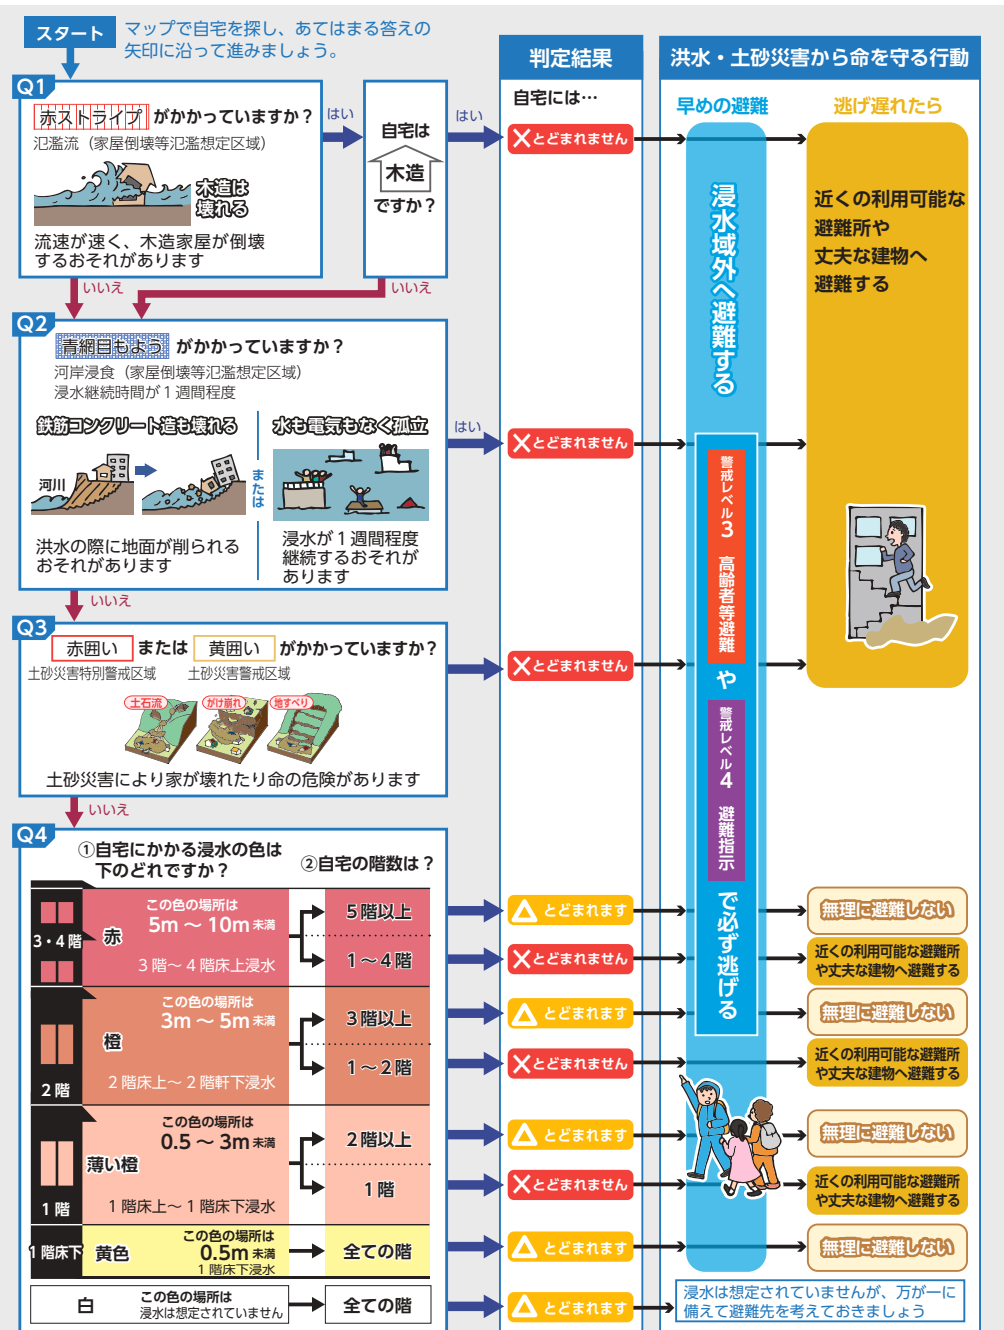 スタート
マップで自宅を探し、あてはまる答えの
矢印に沿って進みましょう。
Q1
赤ストライプ がかかっていますか？
氾濫流（家屋倒壊等氾濫想定区域）
木造は
壊れる
流速が速く、木造家屋が倒壊
するおそれがあります
はい
自宅は
木造
ですか？
はい
いいえ
いいえ
Q2
青網目もよう がかかっていますか？
河岸浸食（家屋倒壊等氾濫想定区域）
浸水継続時間が１週間程度
鉄筋コンクリート造も壊れる
河川
洪水の際に地面が削られる
おそれがあります
または
水も電気もなく孤立
浸水が１週間程度
継続するおそれが
あります
はい
いいえ
Q3
赤囲い または 黄囲い がかかっていますか？
土砂災害特別警戒区域 土砂災害警戒区域
土石流
がけ崩れ
地すべり
土砂災害により家が壊れたり命の危険があります
いいえ
Q4
①自宅にかかる浸水の色は
下のどれですか？
②自宅の階数は？
3・4階
赤
この色の場所は
5m ～ 10m 未満
３階～４階床上浸水
5階以上
1～4階
2階
橙
この色の場所は
3m ～ 5m 未満
２階床上～２階軒下浸水
3階以上
1～2階
1階
薄い橙
この色の場所は
0.5 ～ 3m 未満
１階床上～１階床下浸水
2階以上
1階
1階床下
黄色
この色の場所は
0.5m 未満
１階床下浸水
全ての階
白
この色の場所は
浸水は想定されていません
全ての階
判定結果
自宅には…
とどまれません
とどまれません
とどまれません
とどまれます
とどまれません
とどまれます
とどまれません
とどまれます
とどまれません
とどまれます
とどまれます
洪水・土砂災害から命を守る行動
早めの避難
浸水域外へ避難する
警戒レベル3 高齢者等避難
や
警戒レベル4 避難指示
で必ず逃げる
逃げ遅れたら
近くの利用可能な
避難所や
丈夫な建物へ
避難する
無理に避難しない
近くの利用可能な避難所
や丈夫な建物へ避難する
無理に避難しない
近くの利用可能な避難所
や丈夫な建物へ避難する
無理に避難しない
近くの利用可能な避難所
や丈夫な建物へ避難する
無理に避難しない
浸水は想定されていませんが、万が一に
備えて避難先を考えておきましょう